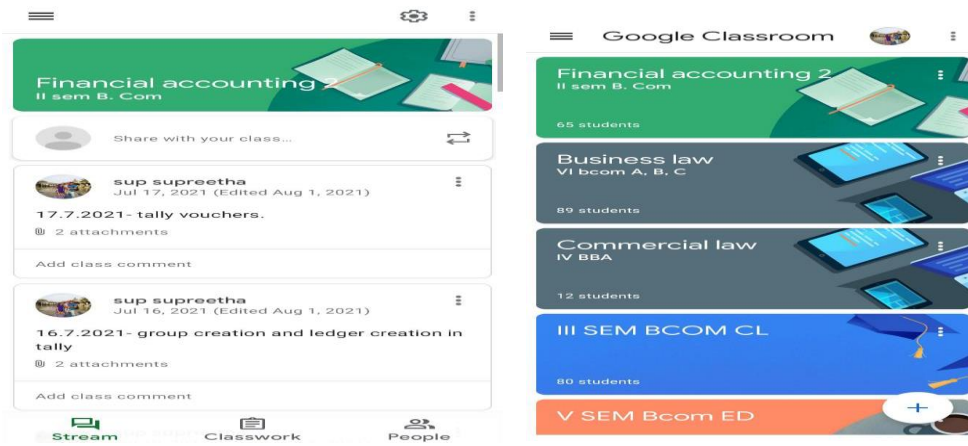 Financial accounting 2
II sem B. Com
Share with your class...
sup supreetha
Jul 17, 2021 (Edited Aug 1, 2021)
17.7.2021- tally vouchers.
2 attachments
Add class comment
sup supreetha
Jul 16, 2021 (Edited Aug 1, 2021)
16.7.2021- group creation and ledger creation in
tally
2 attachments
Add class comment
Stream
Classwork
People
Google Classroom
Financial accounting 2
II sem B. Com
65 students
Business law
VI bcom A, B, C
89 students
Commercial law
IV BBA
12 students
III SEM BCOM CL
80 students
V SEM Bcom ED